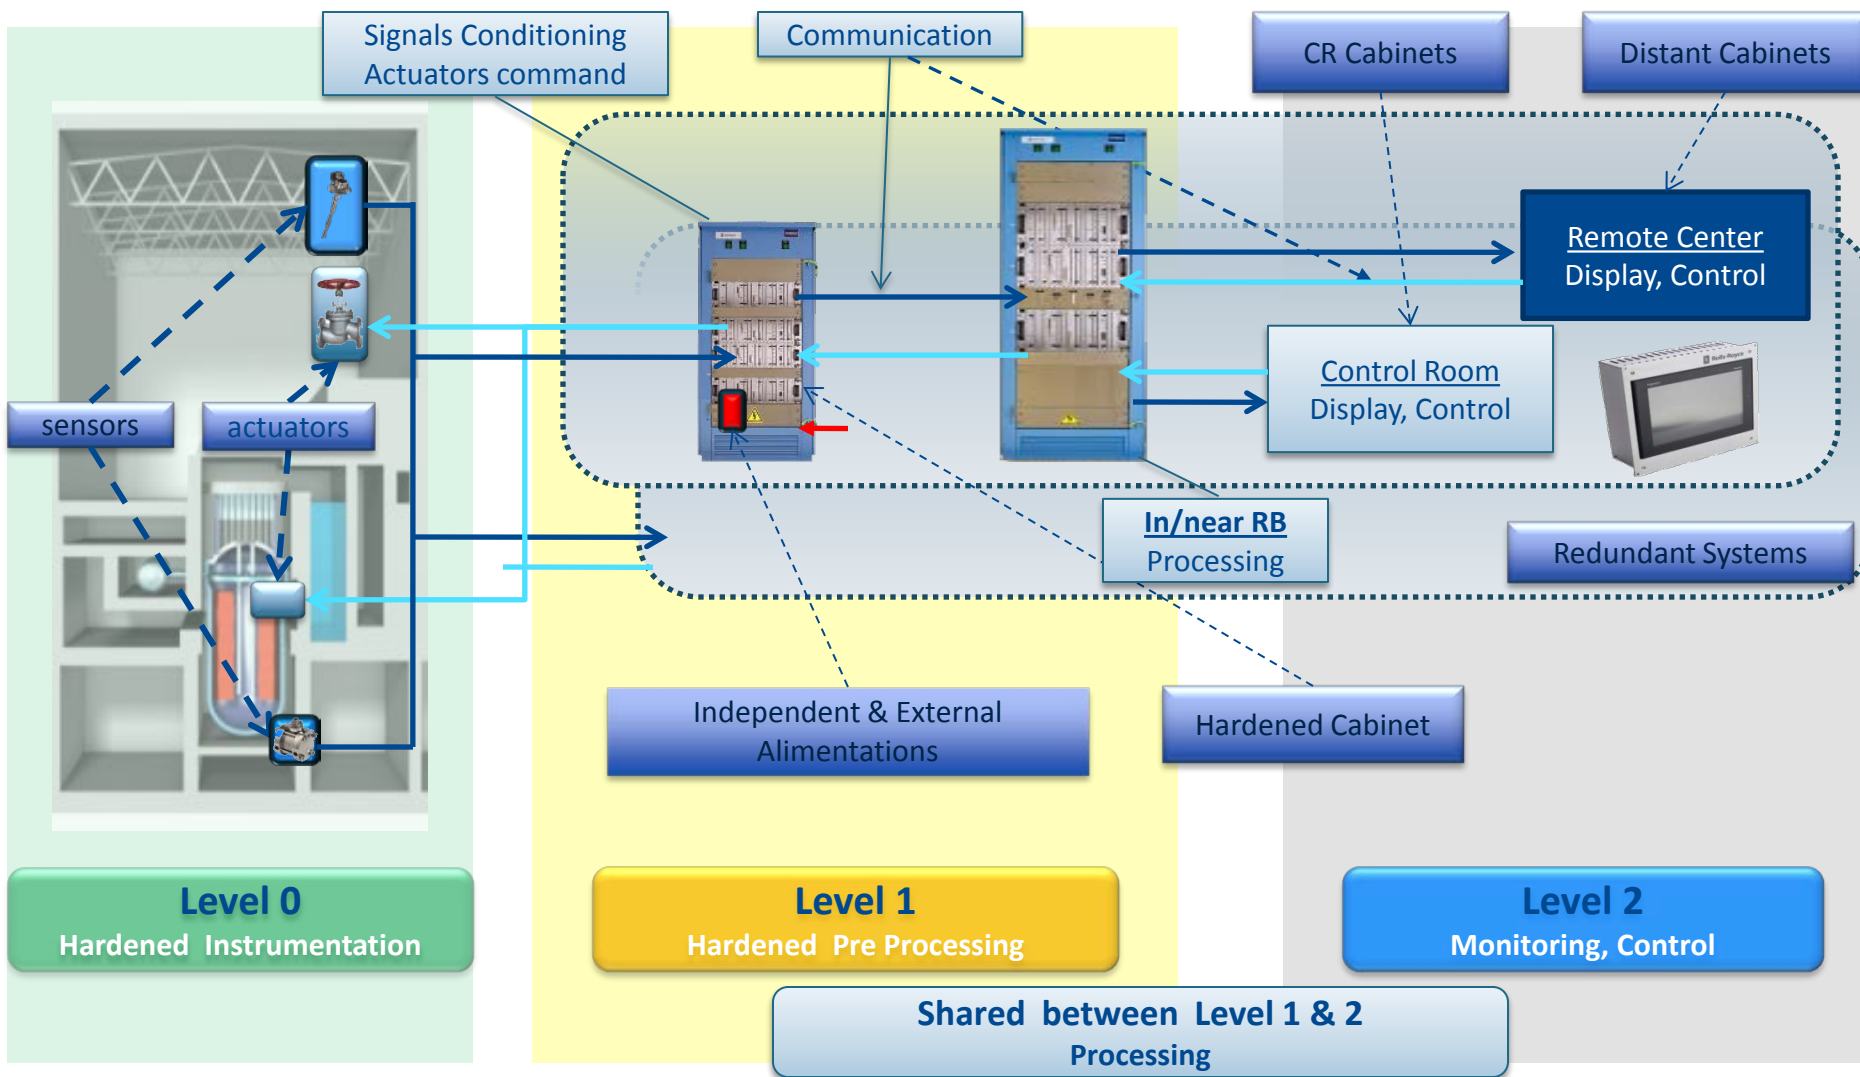 Signals Conditioning
Actuators command
Communication
CR Cabinets
Distant Cabinets
Remote Center
Display, Control
Control Room
Display, Control
Rolls-Royce
sensors
actuators
In/near RB
Processing
Redundant Systems
Independent & External
Alimentations
Hardened Cabinet
Level 0
Hardened Instrumentation
Level 1
Hardened Pre Processing
Level 2
Monitoring, Control
Shared between Level 1 & 2
Processing